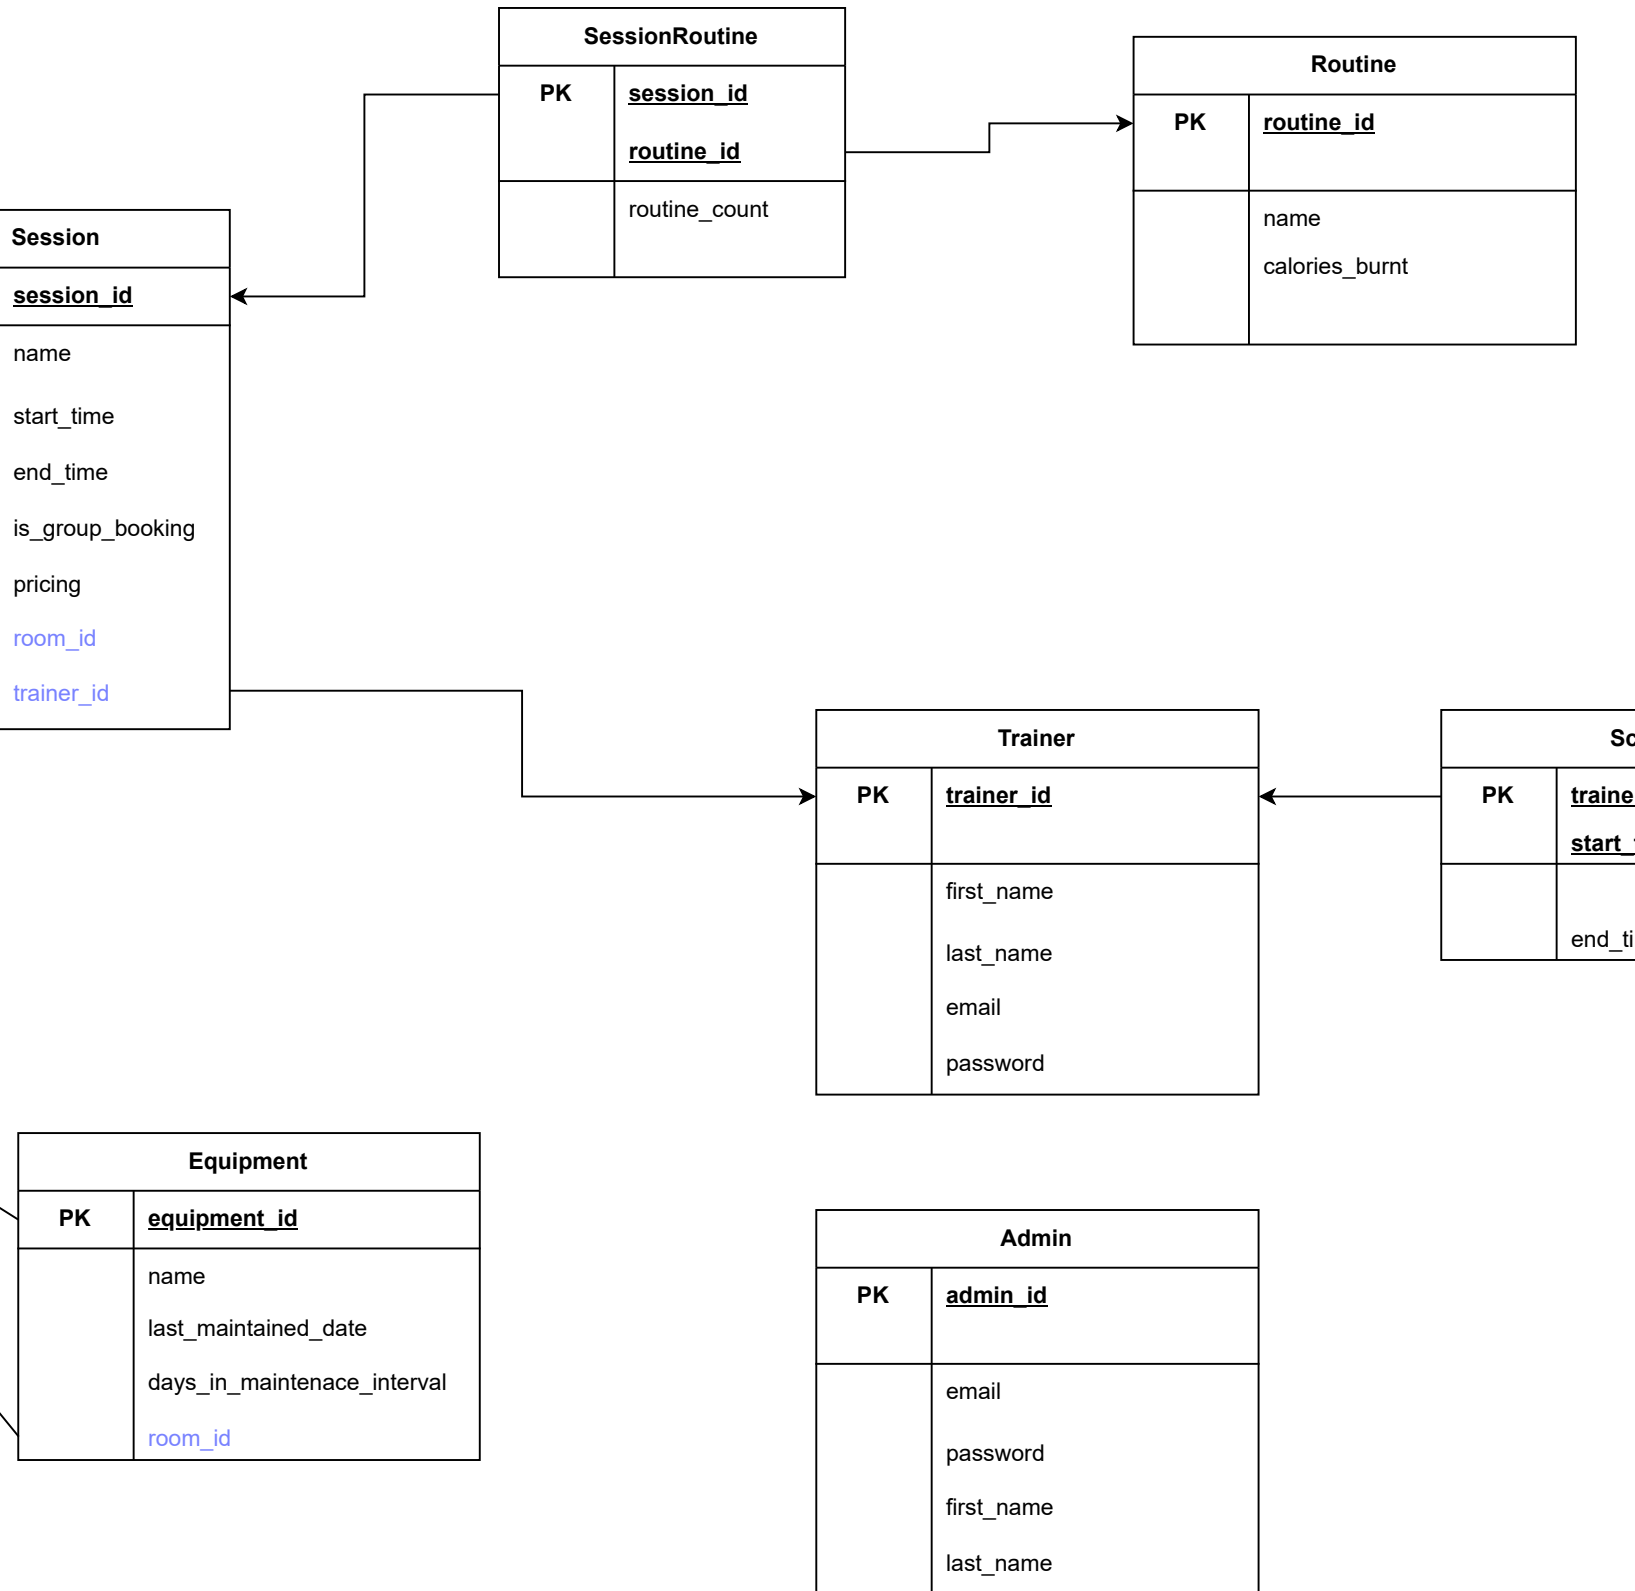 SessionRoutine
PK session_id
routine_id
routine_count
Routine
PK routine_id
name
calories_burnt
Session
session_id
name
start_time
end_time
is_group_booking
pricing
room_id
trainer_id
Trainer
PK trainer_id
first_name
last_name
email
password
PK
Equipment
PK equipment_id
name
last_maintained_date
days_in_maintenace_interval
room_id
Admin
PK admin_id
email
password
first_name
last_name